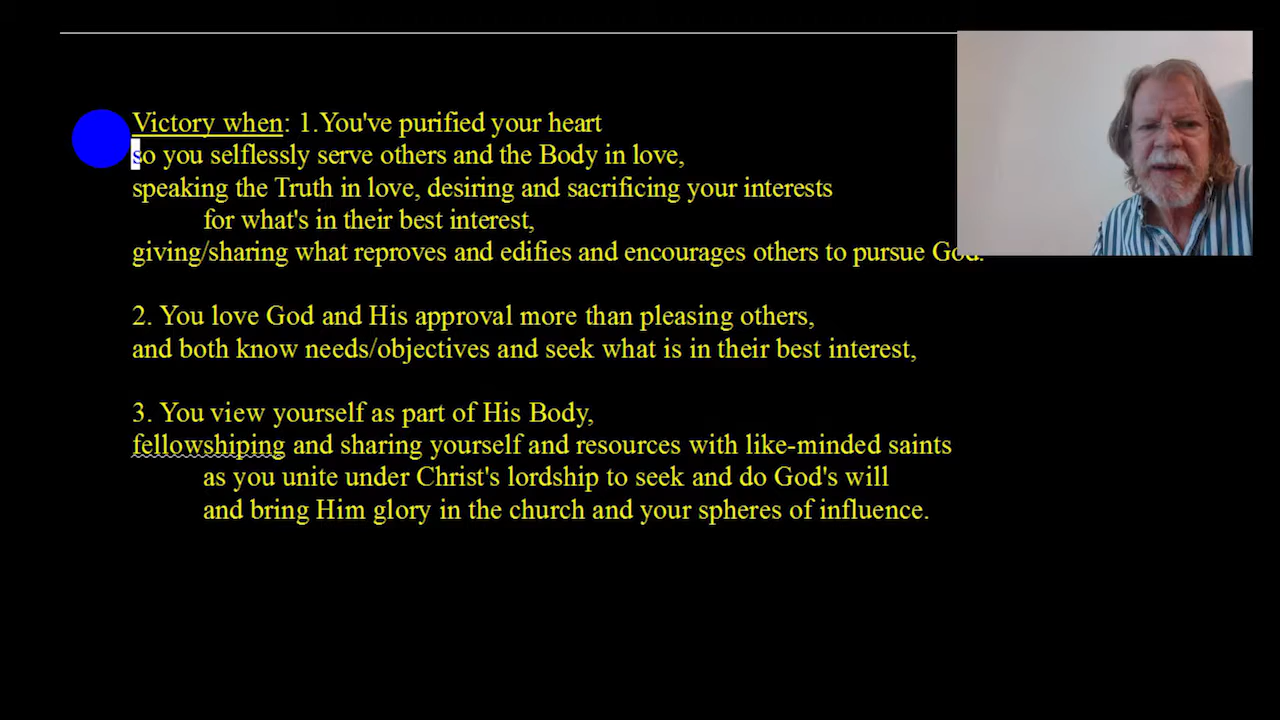 Victory when: 1.You've purified your heart
so you selflessly serve others and the Body in love,
speaking the Truth in love, desiring and sacrificing your interests
for what's in their best interest,
giving/sharing what reproves and edifies and encourages others to pursue God.
2. You love God and His approval more than pleasing others,
and both know needs/objectives and seek what is in their best interest,
3. You view yourself as part of His Body,
fellowshiping and sharing yourself and resources with like-minded saints
as you unite under Christ's lordship to seek and do God's will
and bring Him glory in the church and your spheres of influence.